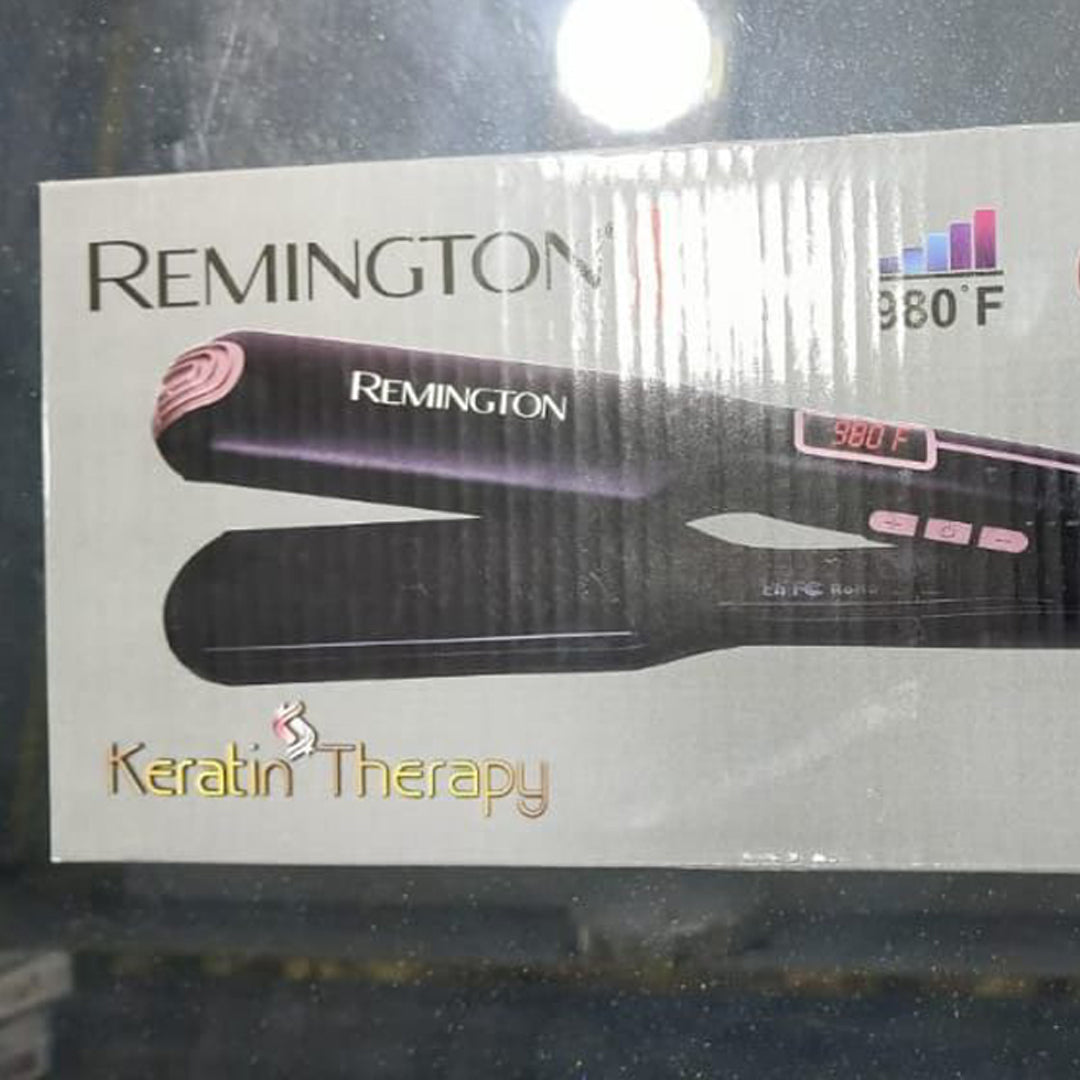 REMINGTON
980°F
REMINGTON
980 F
Keratin Therapy